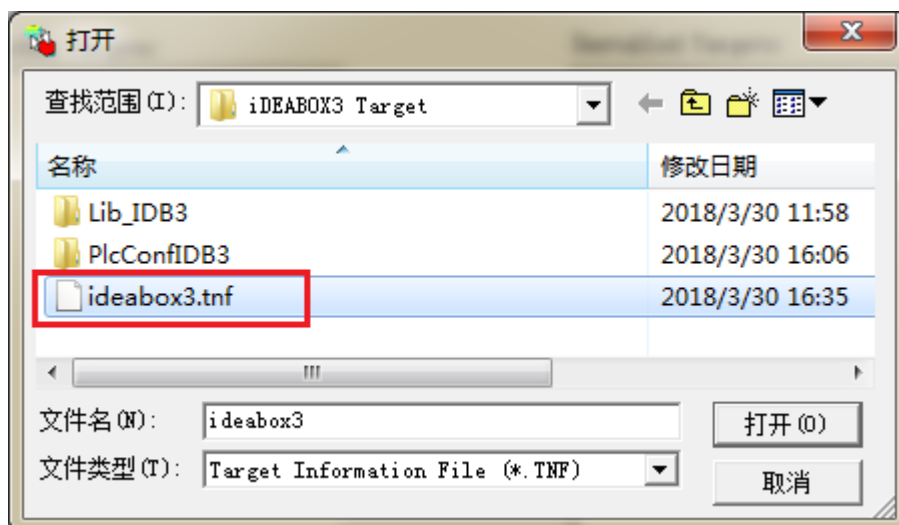 打开
查找范围(I): iDEABOX3 Target
名称 修改日期
Lib_IDB3 2018/3/30 11:58
PlcConfIDB3 2018/3/30 16:06
ideabox3.tnf 2018/3/30 16:35
文件名(N): ideabox3 打开(O)
文件类型(T): Target Information File (*.TNF) 取消